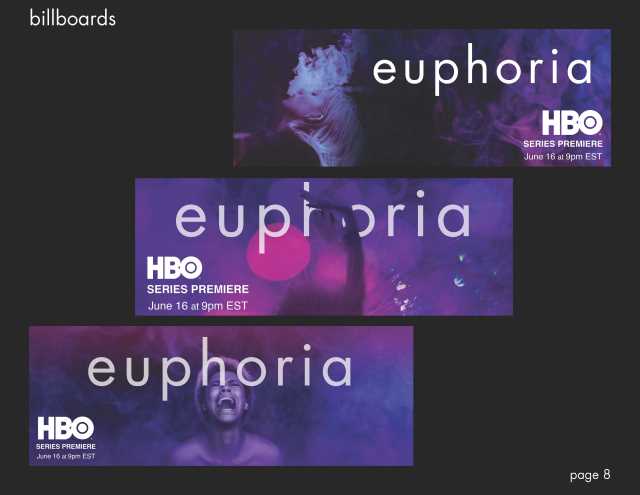 billboards
euphoria
HBO
SERIES PREMIERE
June 16 at 9pm EST
euphoria
HBO
SERIES PREMIERE
June 16 at 9pm EST
euphoria
HBO
SERIES PREMIERE
June 16 at 9pm EST
page 8